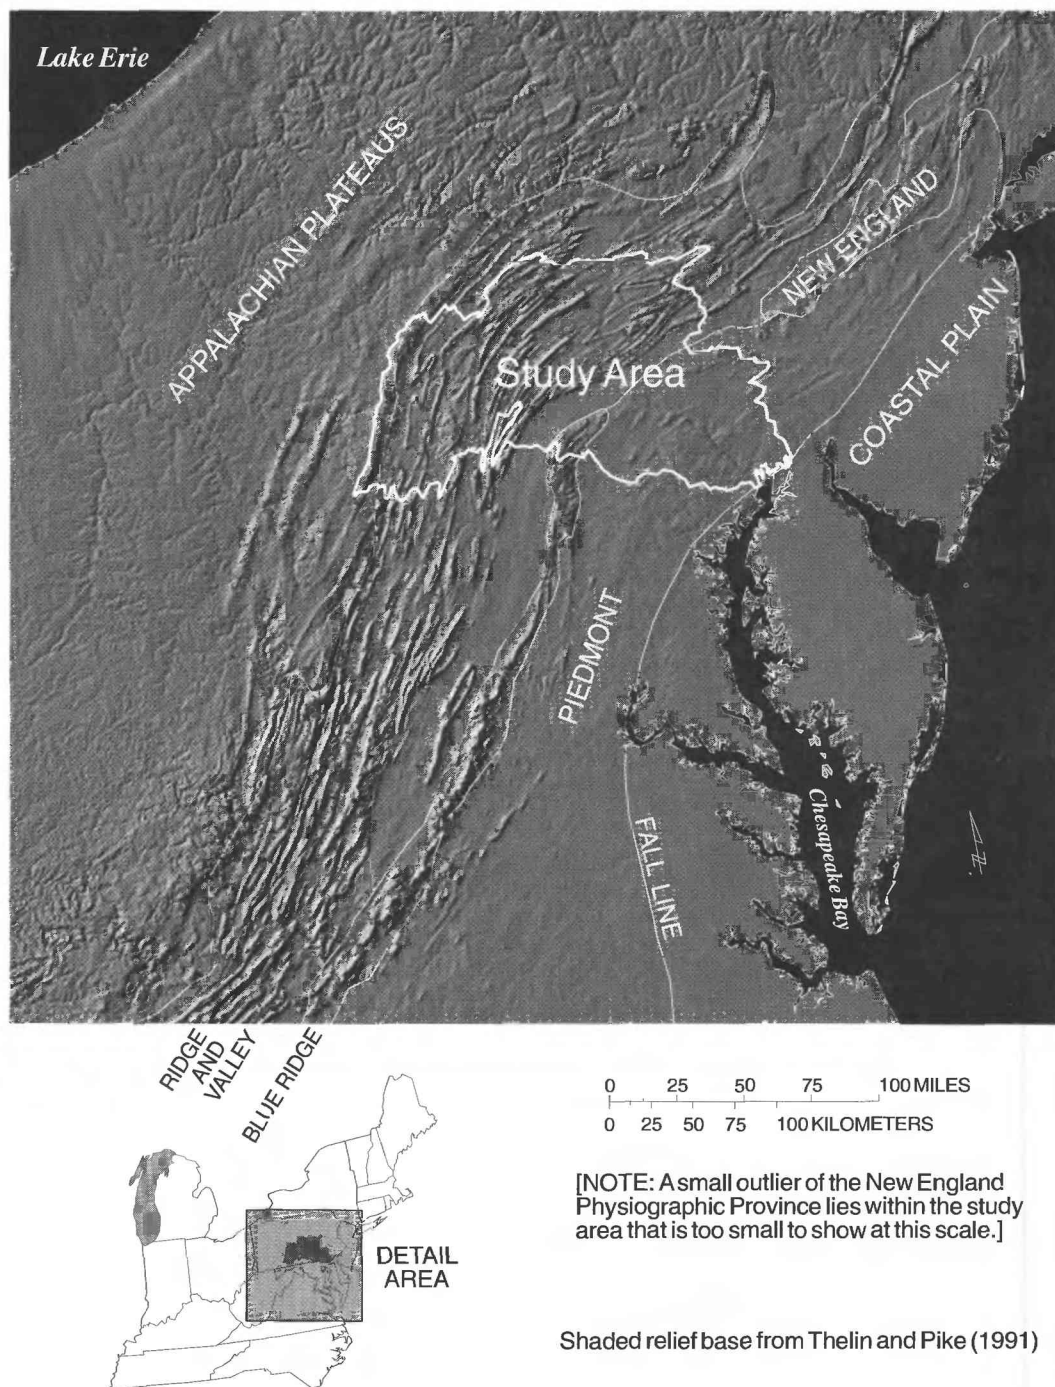 Lake Erie
APPALACHIAN PLATEAUS
NEW ENGLAND
COASTAL PLAIN
Study Area
PIEDMONT
FALL LINE
Chesapeake Bay
RIDGE
AND
VALLEY
BLUE RIDGE
0 25 50 75 100 MILES
0 25 50 75 100 KILOMETERS
[NOTE: A small outlier of the New England
Physiographic Province lies within the study
area that is too small to show at this scale.]
DETAIL
AREA
Shaded relief base from Thelin and Pike (1991)